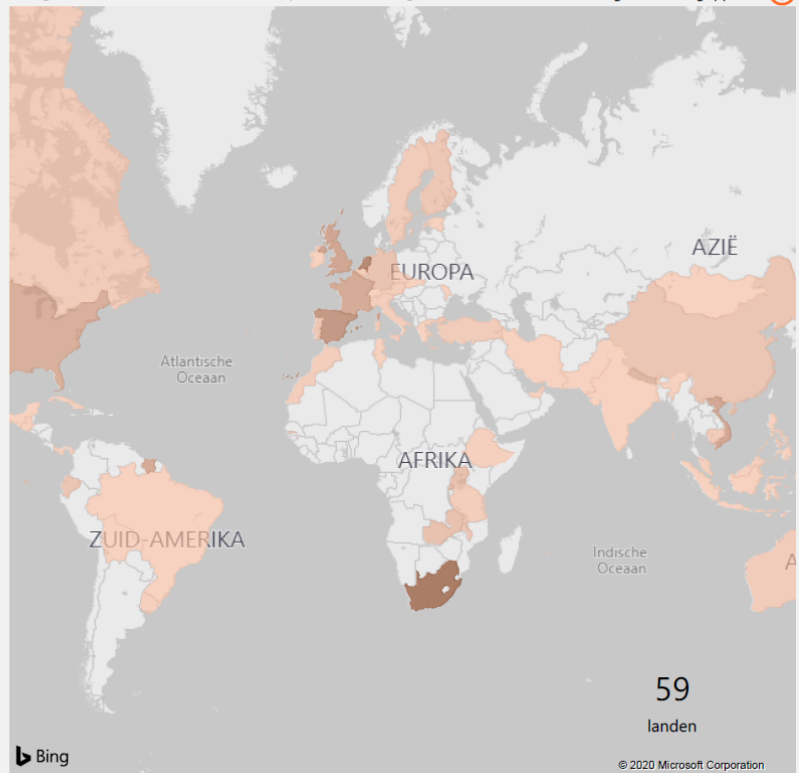 AZIË
EUROPA
Atlantische
Oceaan
AFRIKA
ZUID-AMERIKA
Indische
Oceaan
A
59
landen
Bing
© 2020 Microsoft Corporation